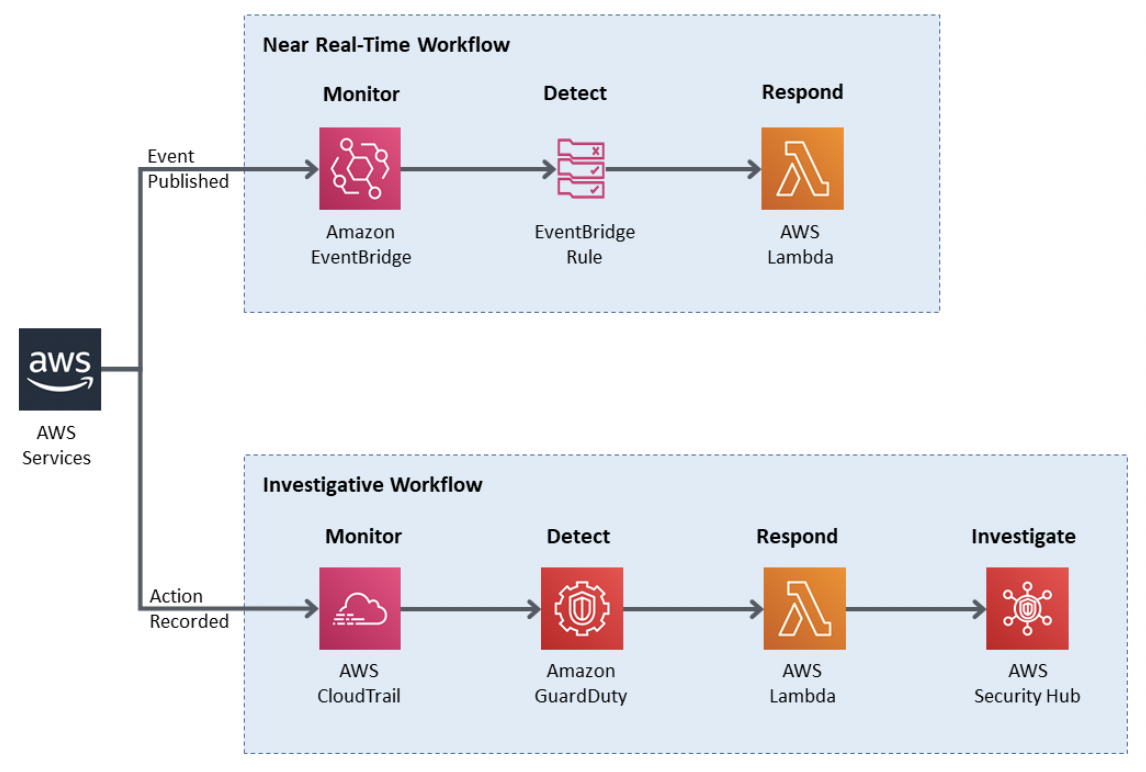 Near Real-Time Workflow
Monitor
Detect
Respond
Event
Published
Amazon
EventBridge
EventBridge
Rule
AWS
Lambda
aws
AWS
Services
Investigative Workflow
Monitor
Detect
Respond
Investigate
Action
Recorded
AWS
CloudTrail
Amazon
GuardDuty
AWS
Lambda
AWS
Security Hub